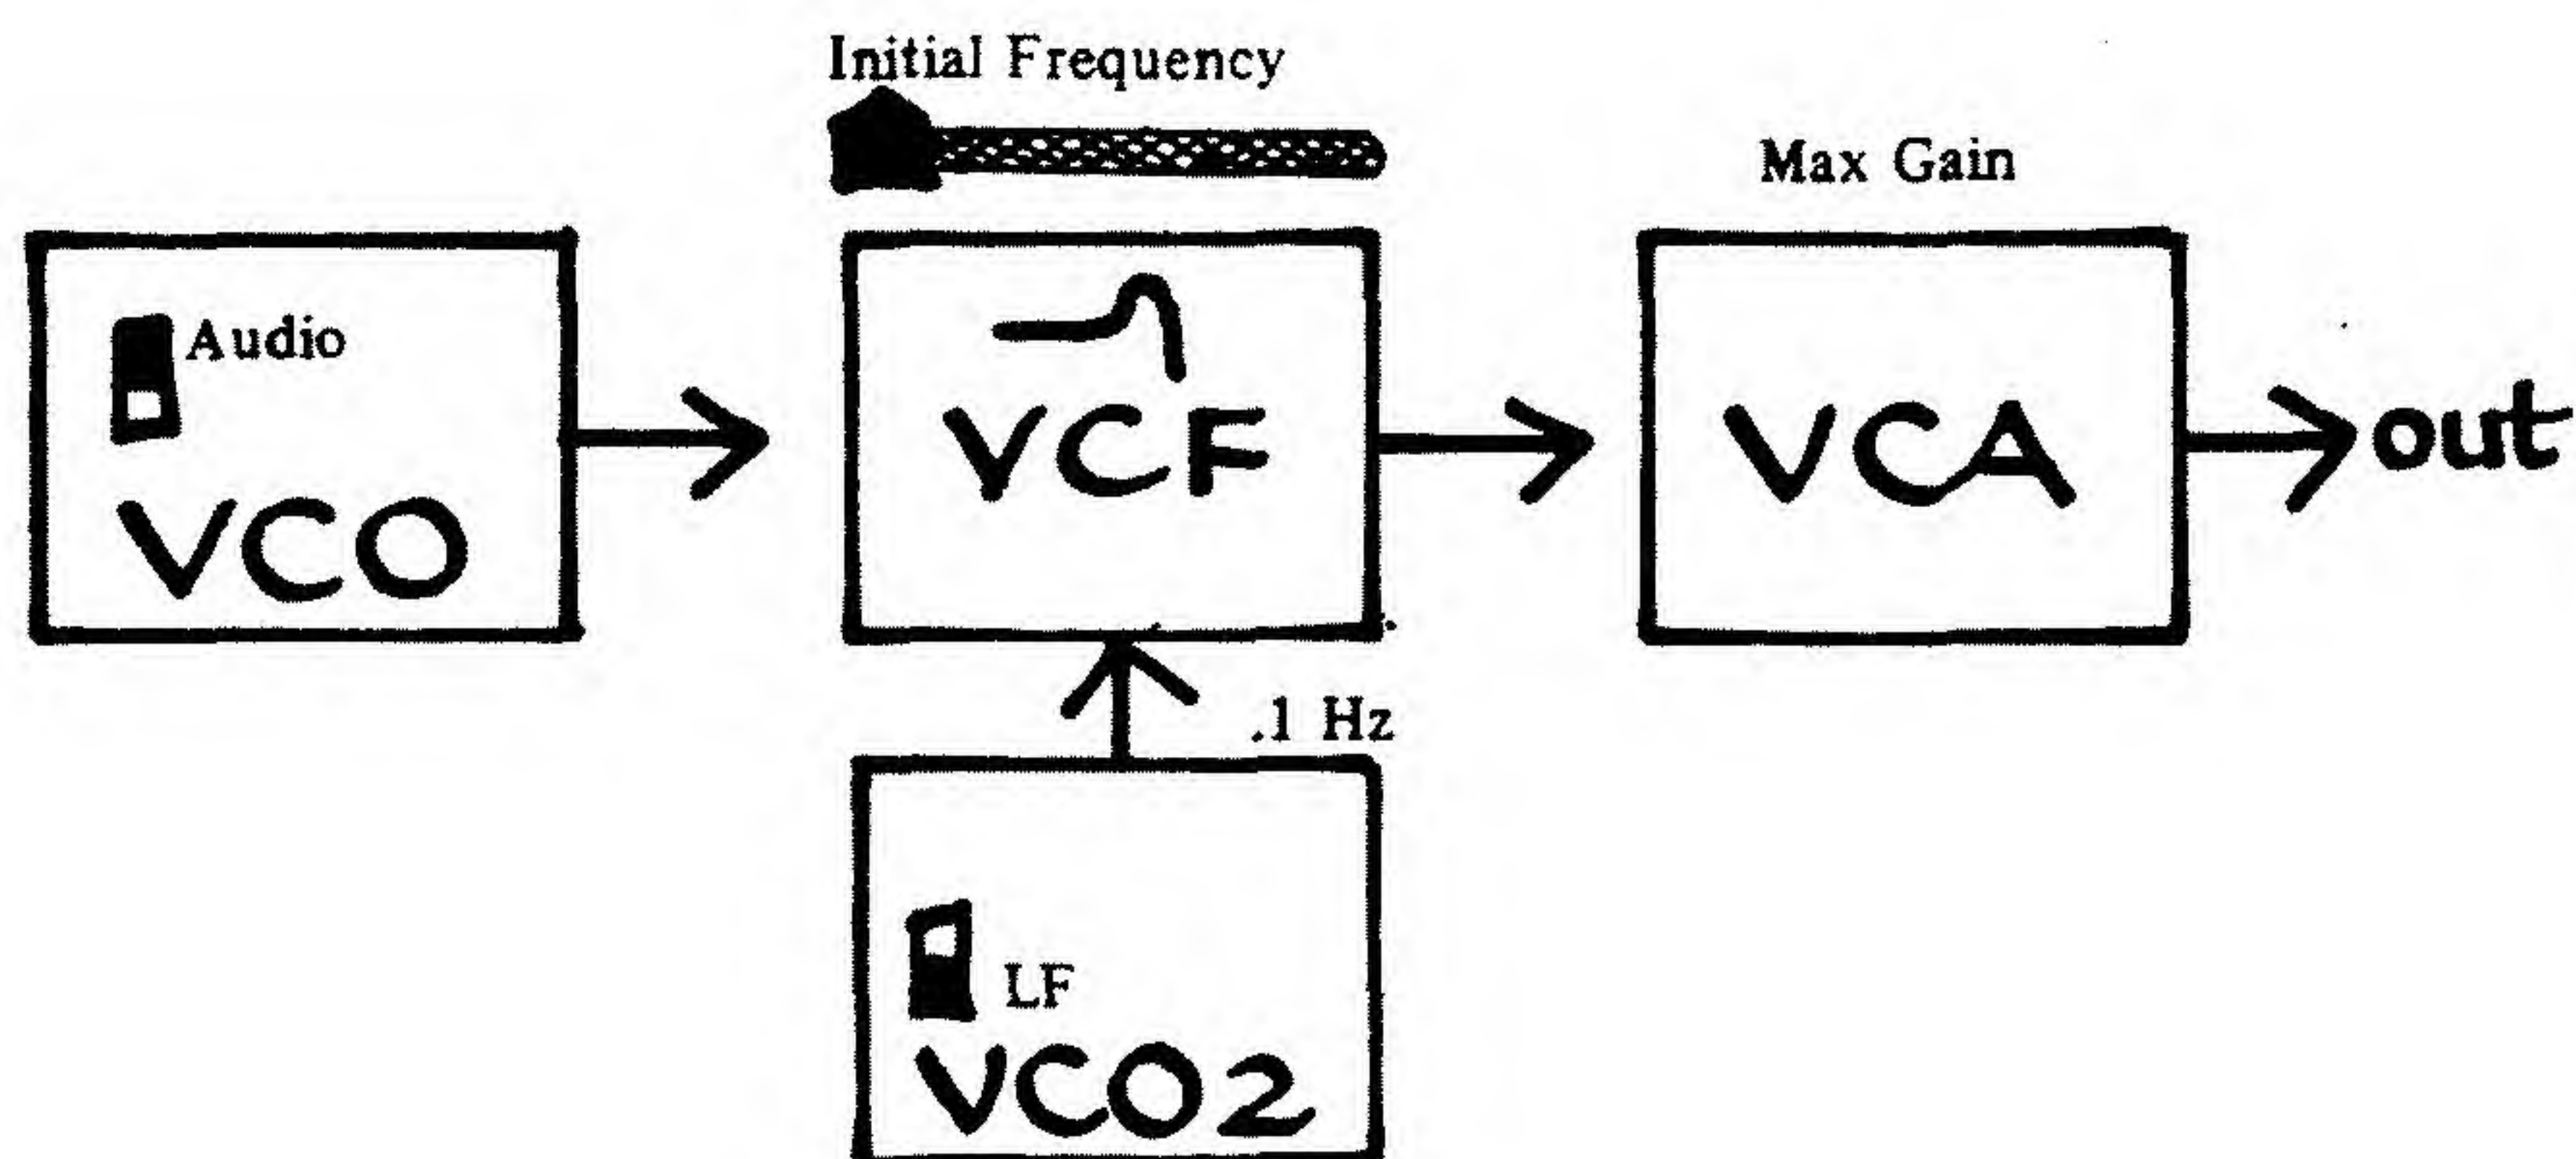 Initial Frequency
Max Gain
Audio
VCO
VCF
VCA
out
.1 Hz
LF
VCO2